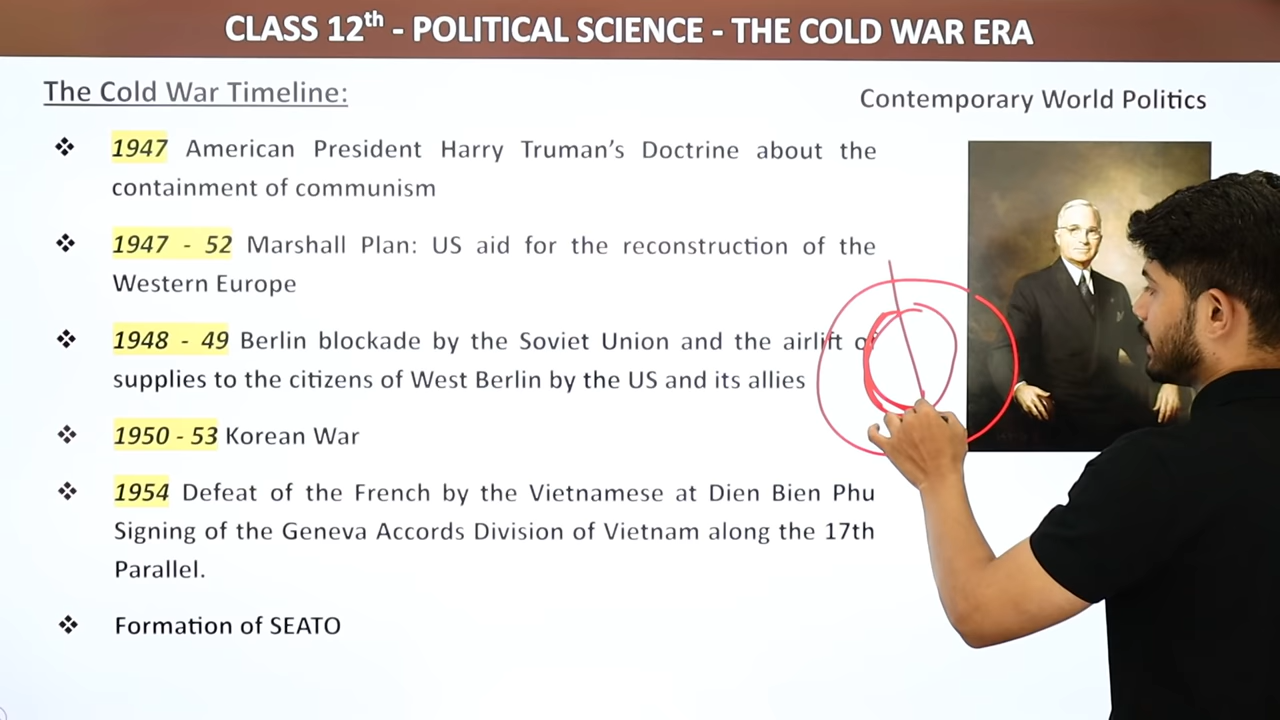 CLASS 12th - POLITICAL SCIENCE - THE COLD WAR ERA
The Cold War Timeline:
Contemporary World Politics
❖ 1947 American President Harry Truman's Doctrine about the
containment of communism
❖ 1947 - 52 Marshall Plan: US aid for the reconstruction of the
Western Europe
❖ 1948 - 49 Berlin blockade by the Soviet Union and the airlift of
supplies to the citizens of West Berlin by the US and its allies
❖ 1950 - 53 Korean War
❖ 1954 Defeat of the French by the Vietnamese at Dien Bien Phu
Signing of the Geneva Accords Division of Vietnam along the 17th
Parallel.
❖ Formation of SEATO